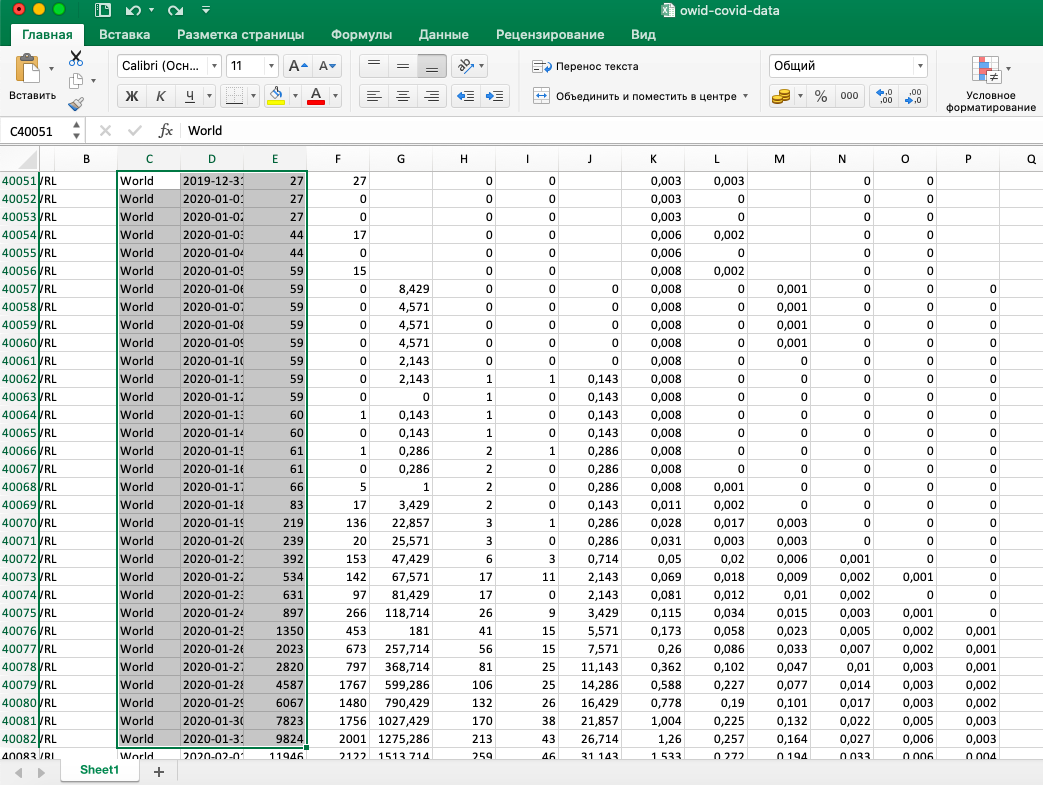 owid-covid-data
Главная Вставка Разметка страницы Формулы Данные Рецензирование Вид
Вставить Calibri (Осн... 11 A A Перенос текста Общий
Ж К Ч А Объединить и поместить в центре % 000 ,0 ,00 ,00 ,0 Условное форматирование
C40051 fx World
B C D E F G H I J K L M N O P Q
40051 /RL World 2019-12-31 27 27 0 0 0,003 0,003 0 0
40052 /RL World 2020-01-01 27 0 0 0 0,003 0 0 0
40053 /RL World 2020-01-02 27 0 0 0 0,003 0 0 0
40054 /RL World 2020-01-03 44 17 0 0 0,006 0,002 0 0
40055 /RL World 2020-01-04 44 0 0 0 0,006 0 0 0
40056 /RL World 2020-01-05 59 15 0 0 0,008 0,002 0 0
40057 /RL World 2020-01-06 59 0 8,429 0 0 0 0,008 0 0,001 0 0 0
40058 /RL World 2020-01-07 59 0 4,571 0 0 0 0,008 0 0,001 0 0 0
40059 /RL World 2020-01-08 59 0 4,571 0 0 0 0,008 0 0,001 0 0 0
40060 /RL World 2020-01-09 59 0 4,571 0 0 0 0,008 0 0,001 0 0 0
40061 /RL World 2020-01-10 59 0 2,143 0 0 0 0,008 0 0 0 0 0
40062 /RL World 2020-01-11 59 0 2,143 1 1 0,143 0,008 0 0 0 0 0
40063 /RL World 2020-01-12 59 0 0 1 0 0,143 0,008 0 0 0 0 0
40064 /RL World 2020-01-13 60 1 0,143 1 0 0,143 0,008 0 0 0 0 0
40065 /RL World 2020-01-14 60 0 0,143 1 0 0,143 0,008 0 0 0 0 0
40066 /RL World 2020-01-15 61 1 0,286 2 1 0,286 0,008 0 0 0 0 0
40067 /RL World 2020-01-16 61 0 0,286 2 0 0,286 0,008 0 0 0 0 0
40068 /RL World 2020-01-17 66 5 1 2 0 0,286 0,008 0,001 0 0 0 0
40069 /RL World 2020-01-18 83 17 3,429 2 0 0,143 0,011 0,002 0 0 0 0
40070 /RL World 2020-01-19 219 136 22,857 3 1 0,286 0,028 0,017 0,003 0 0 0
40071 /RL World 2020-01-20 239 20 25,571 3 0 0,286 0,031 0,003 0,003 0 0 0
40072 /RL World 2020-01-21 392 153 47,429 6 3 0,714 0,05 0,02 0,006 0,001 0 0
40073 /RL World 2020-01-22 534 142 67,571 17 11 2,143 0,069 0,018 0,009 0,002 0,001 0
40074 /RL World 2020-01-23 631 97 81,429 17 0 2,143 0,081 0,012 0,01 0,002 0 0
40075 /RL World 2020-01-24 897 266 118,714 26 9 3,429 0,115 0,034 0,015 0,003 0,001 0
40076 /RL World 2020-01-25 1350 453 181 41 15 5,571 0,173 0,058 0,023 0,005 0,002 0,001
40077 /RL World 2020-01-26 2023 673 257,714 56 15 7,571 0,26 0,086 0,033 0,007 0,002 0,001
40078 /RL World 2020-01-27 2820 797 368,714 81 25 11,143 0,362 0,102 0,047 0,01 0,003 0,001
40079 /RL World 2020-01-28 4587 1767 599,286 106 25 14,286 0,588 0,227 0,077 0,014 0,003 0,002
40080 /RL World 2020-01-29 6067 1480 790,429 132 26 16,429 0,778 0,19 0,101 0,017 0,003 0,002
40081 /RL World 2020-01-30 7823 1756 1027,429 170 38 21,857 1,004 0,225 0,132 0,022 0,005 0,003
40082 /RL World 2020-01-31 9824 2001 1275,286 213 43 26,714 1,26 0,257 0,164 0,027 0,006 0,003
40083 /RL World 2020-02-01 11946 2122 1513,714 259 46 31,143 1,533 0,272 0,194 0,033 0,006 0,004
Sheet1